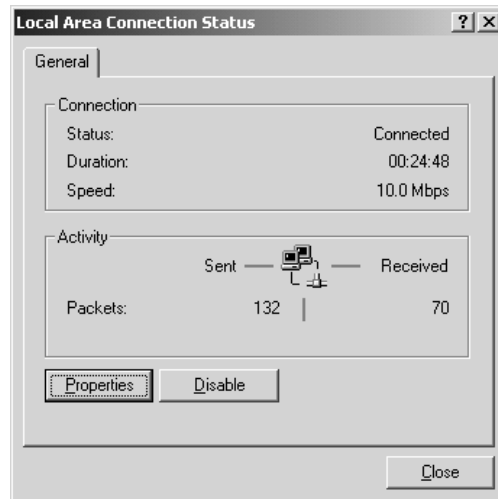 Local Area Connection Status
General
Connection
Status: Connected
Duration: 00:24:48
Speed: 10.0 Mbps
Activity
Sent Received
Packets: 132 70
Properties Disable
Close